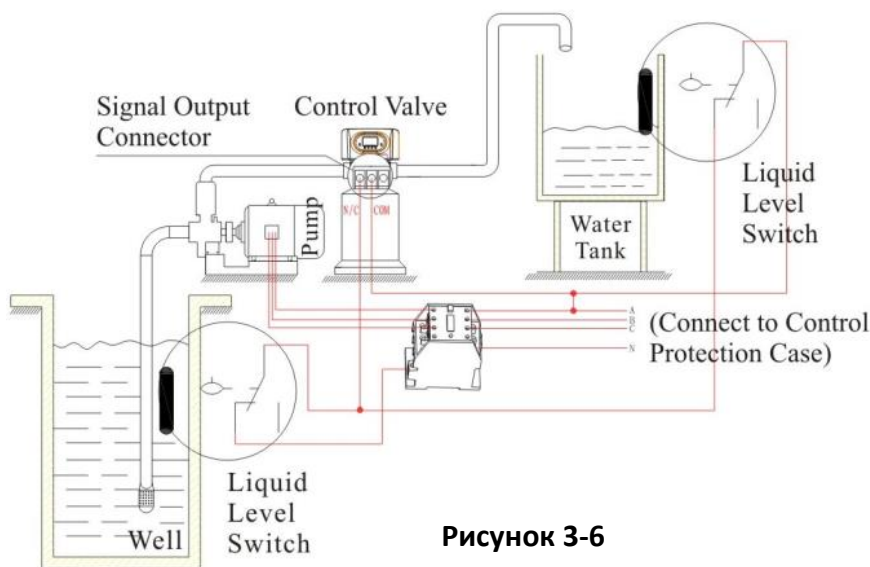 Signal Output
Connector
Control Valve
N/C
COM
Pump
Liquid
Level
Switch
Water
Tank
A
B
C
N
(Connect to Control
Protection Case)
Well
Liquid
Level
Switch
Рисунок 3-6